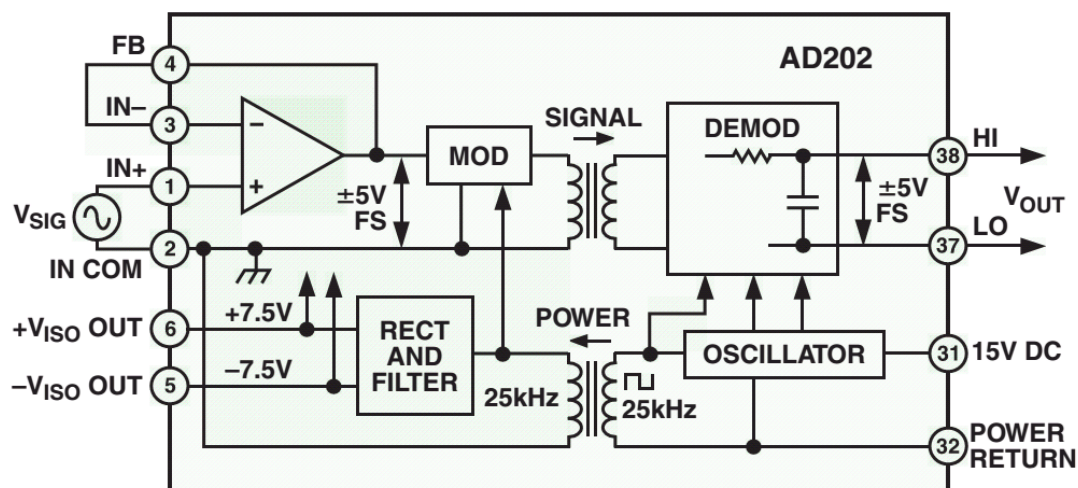 FB
4
AD202
IN–
3
–
SIGNAL
DEMOD
IN+
1
+
MOD
±5V
FS
38
HI
±5V
FS
V_OUT
V_SIG
2
IN COM
37
LO
+V_ISO OUT
6
+7.5V
–V_ISO OUT
5
–7.5V
RECT
AND
FILTER
POWER
25kHz
25kHz
OSCILLATOR
31
15V DC
32
POWER
RETURN